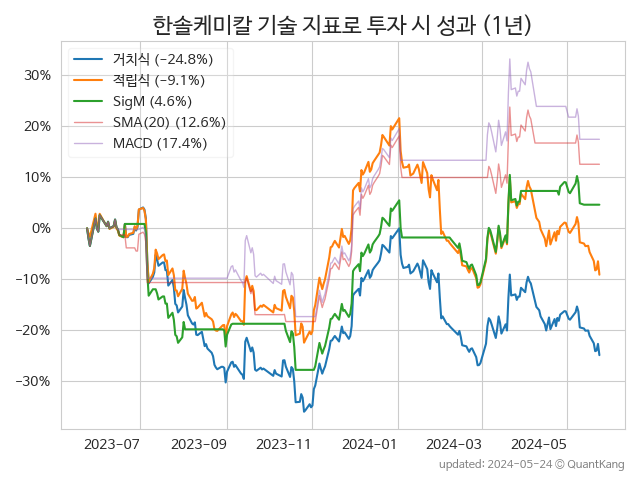 한솔케미칼 기술 지표로 투자 시 성과 (1년)
거치식 (−24.8%)
적립식 (−9.1%)
SigM (4.6%)
SMA(20) (12.6%)
MACD (17.4%)
30%
20%
10%
0%
−10%
−20%
−30%
2023-07 2023-09 2023-11 2024-01 2024-03 2024-05
updated: 2024-05-24 © QuantKang